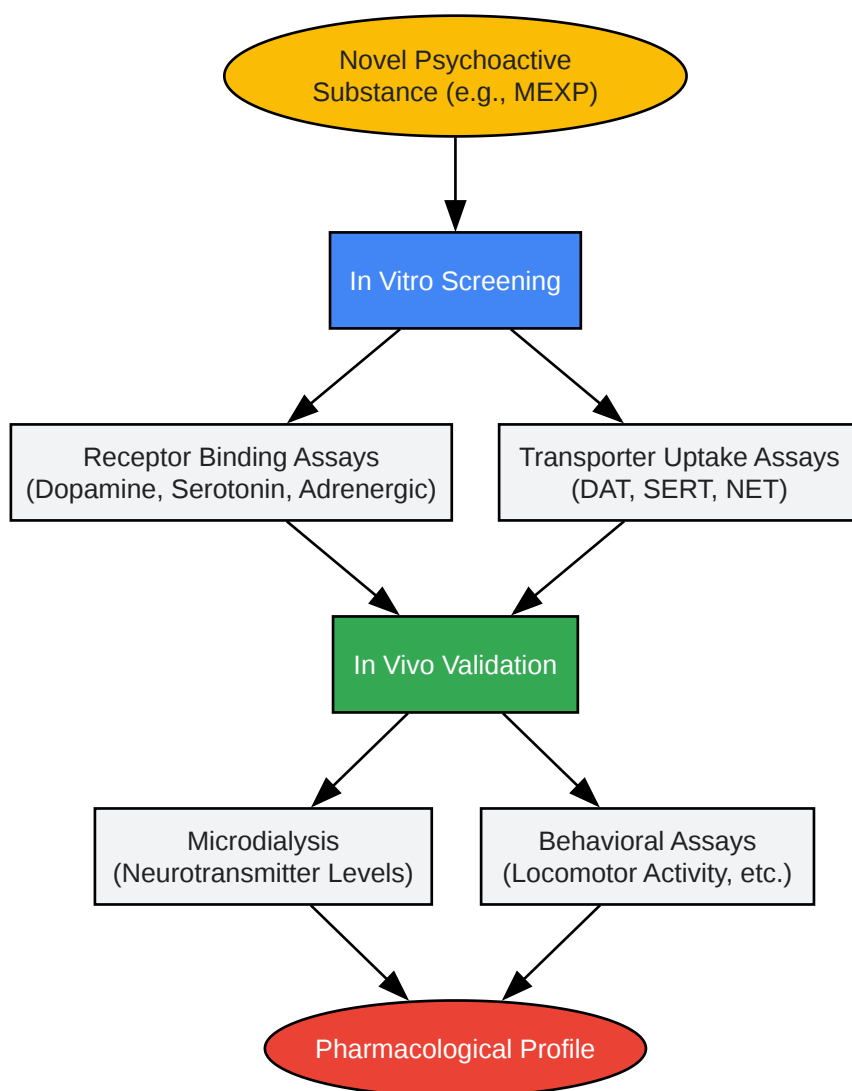 Novel Psychoactive
Substance (e.g., MEXP)
In Vitro Screening
Receptor Binding Assays
(Dopamine, Serotonin, Adrenergic)
Transporter Uptake Assays
(DAT, SERT, NET)
In Vivo Validation
Microdialysis
(Neurotransmitter Levels)
Behavioral Assays
(Locomotor Activity, etc.)
Pharmacological Profile